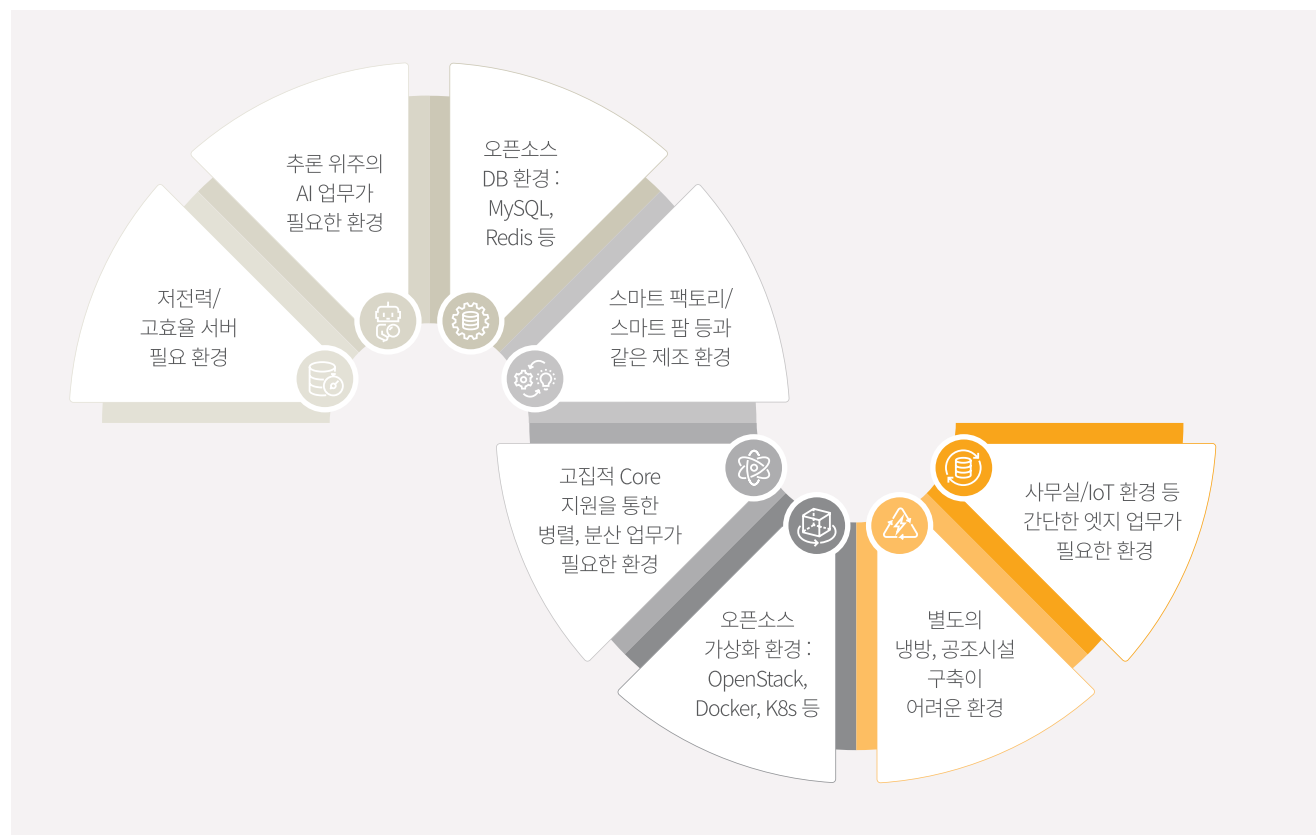 저전력/
고효율 서버
필요 환경
추론 위주의
AI 업무가
필요한 환경
오픈소스
DB 환경 :
MySQL,
Redis 등
스마트 팩토리/
스마트 팜 등과
같은 제조 환경
고집적 Core
지원을 통한
병렬, 분산 업무가
필요한 환경
오픈소스
가상화 환경 :
OpenStack,
Docker, K8s 등
별도의
냉방, 공조시설
구축이
어려운 환경
사무실/IoT 환경 등
간단한 엣지 업무가
필요한 환경